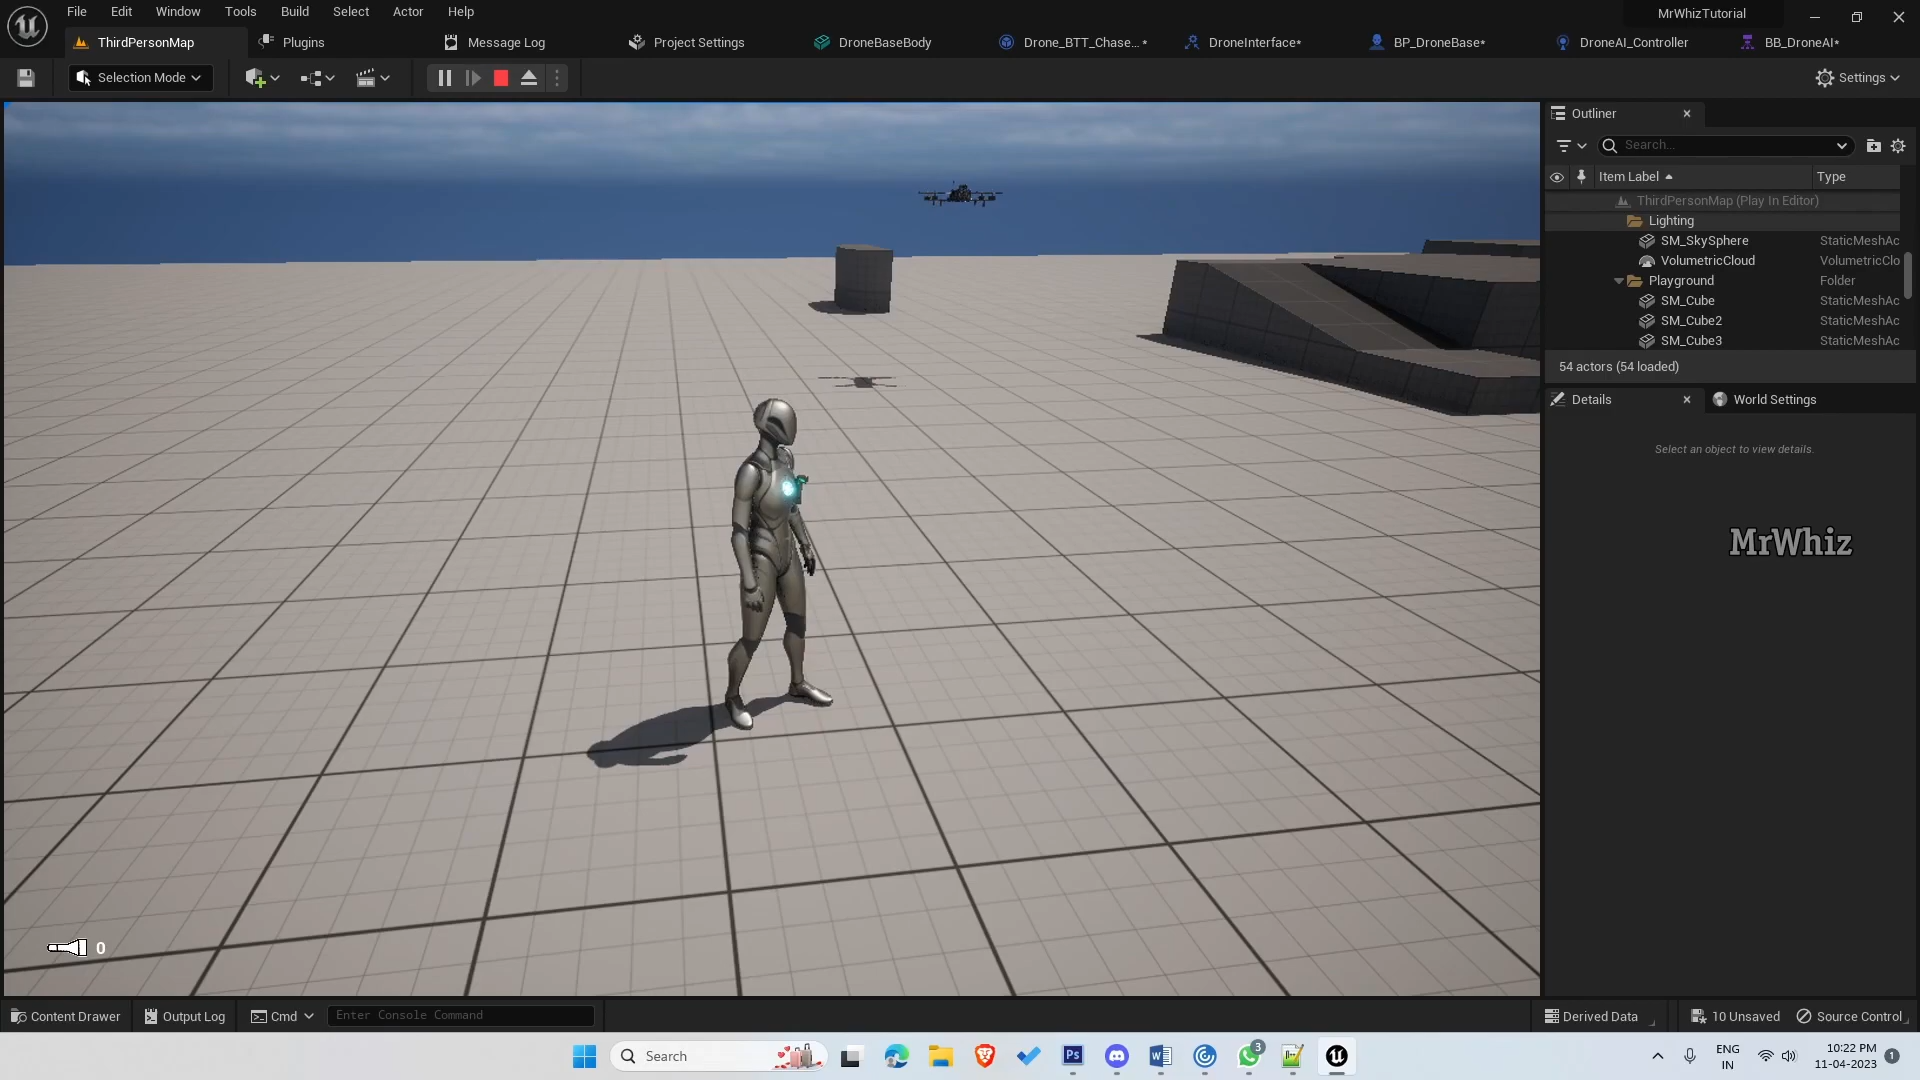 File Edit Window Tools Build Select Actor Help
MrWhizTutorial
ThirdPersonMap
Plugins
Message Log
Project Settings
DroneBaseBody
Drone_BTT_Chase... *
DroneInterface*
BP_DroneBase*
DroneAI_Controller
BB_DroneAI*
Selection Mode
Settings
Outliner
Search...
Item Label
Type
ThirdPersonMap (Play In Editor)
Lighting
SM_SkySphere StaticMeshAc
VolumetricCloud VolumetricClo
Playground Folder
SM_Cube StaticMeshAc
SM_Cube2 StaticMeshAc
SM_Cube3 StaticMeshAc
54 actors (54 loaded)
Details
World Settings
Select an object to view details.
MrWhiz
0
Content Drawer
Output Log
Cmd
Enter Console Command
Derived Data
10 Unsaved
Source Control
Search
Ps
3
ENG
IN
10:22 PM
11-04-2023
1